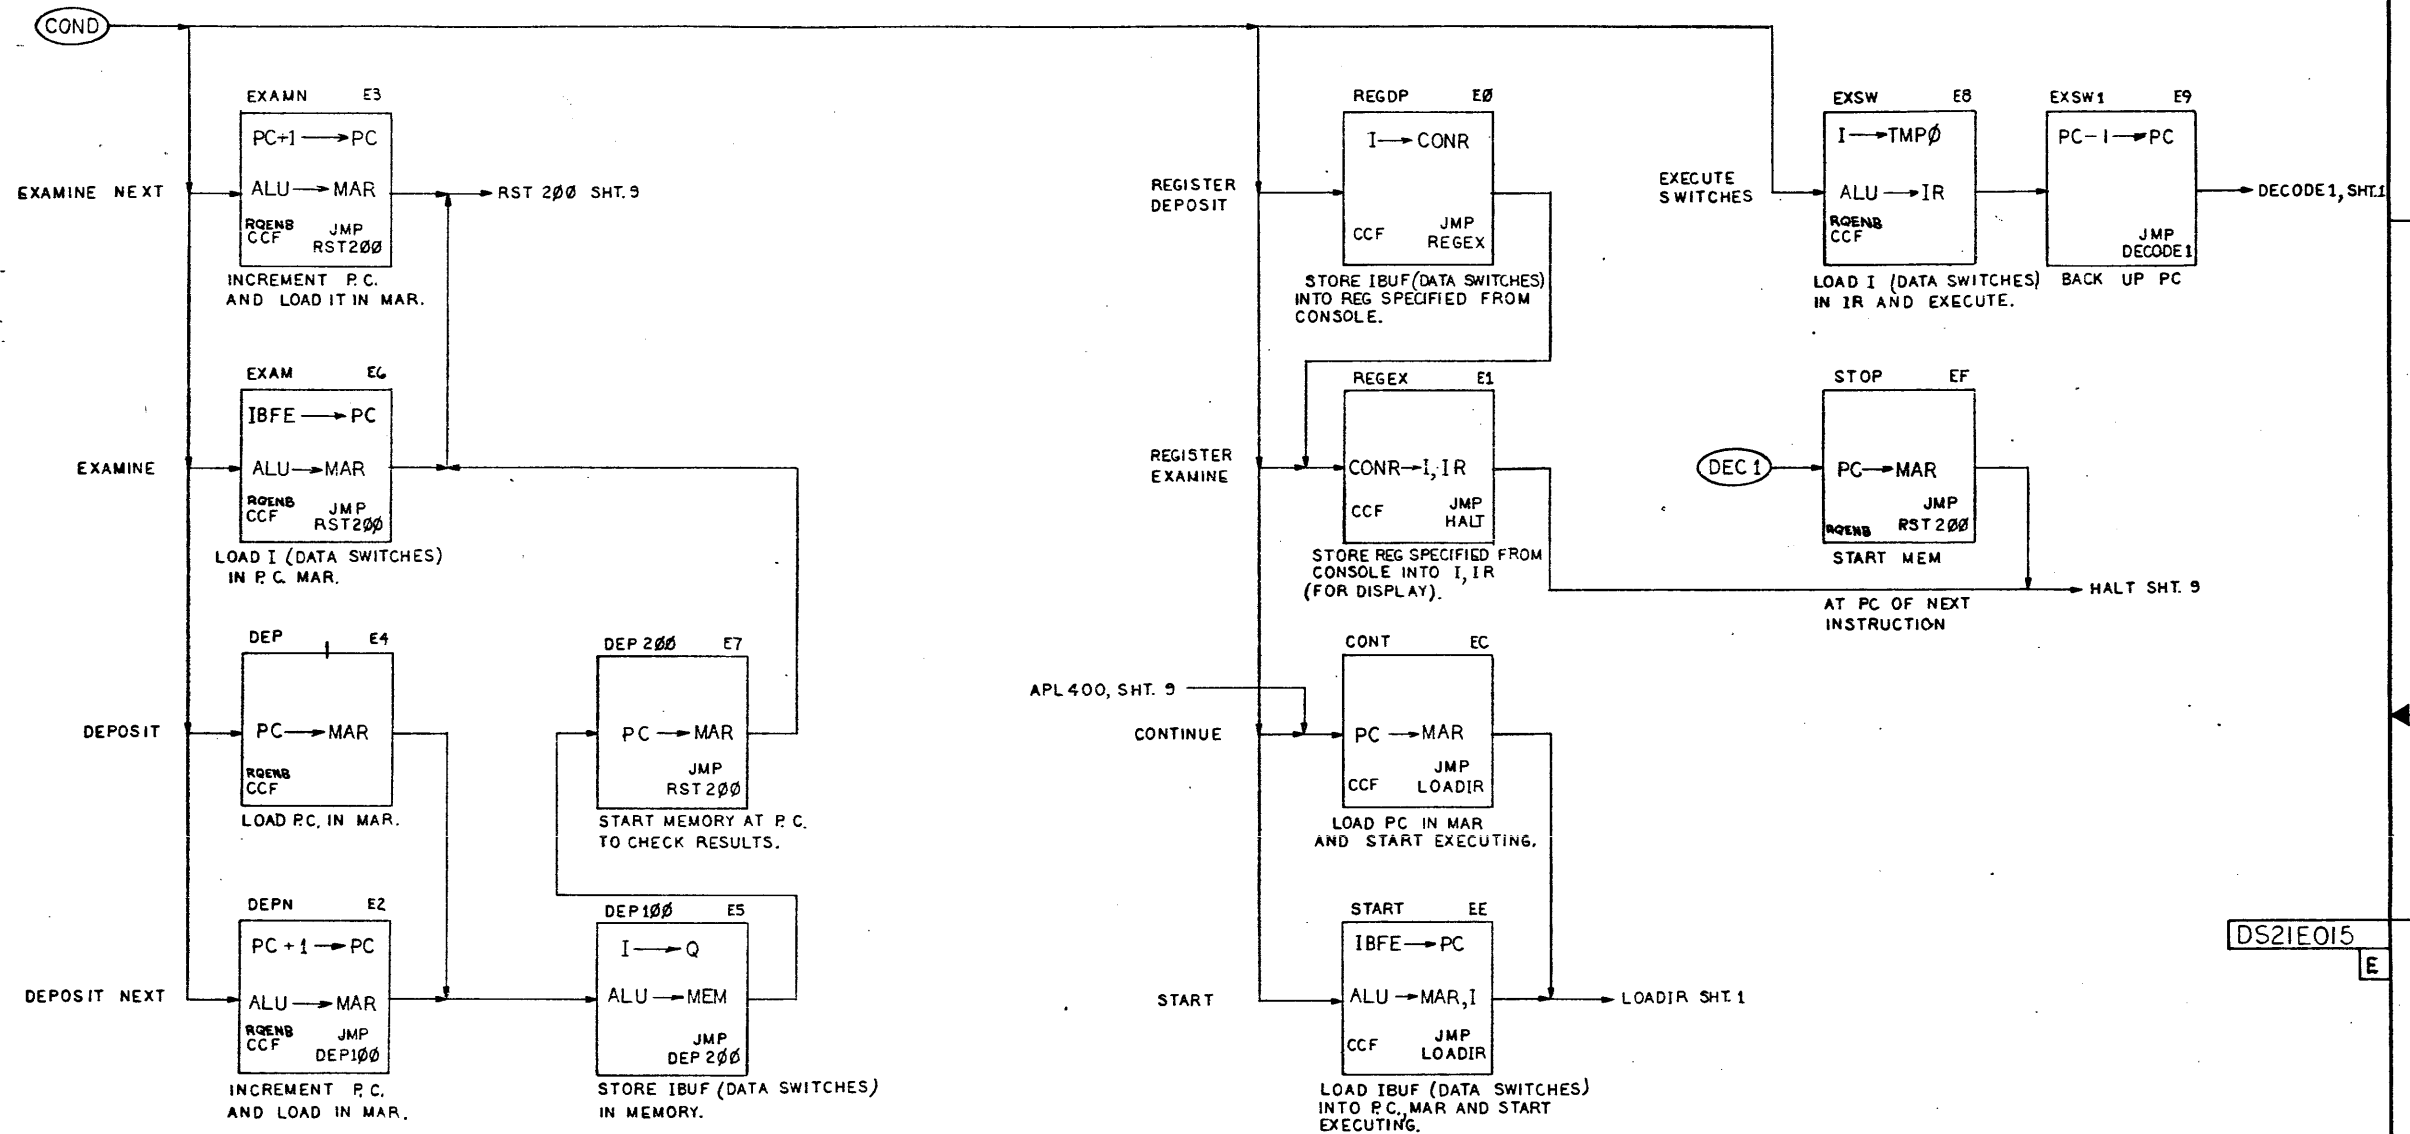 COND
EXAMN E3
PC+1 → PC
EXAMINE NEXT
ALU → MAR
RST 2ØØ SHT. 9
RQENB
CCF
JMP
RST2ØØ
INCREMENT P.C.
AND LOAD IT IN MAR.
EXAM E6
IBFE → PC
EXAMINE
ALU → MAR
RQENB
CCF
JMP
RST2ØØ
LOAD I (DATA SWITCHES)
IN P.C. MAR.
DEP E4
DEPOSIT
PC → MAR
RQENB
CCF
LOAD P.C. IN MAR.
DEP 2ØØ E7
PC → MAR
JMP
RST 2ØØ
START MEMORY AT P.C.
TO CHECK RESULTS.
DEPN E2
PC + 1 → PC
DEPOSIT NEXT
ALU → MAR
RQENB
CCF
JMP
DEP1ØØ
INCREMENT P.C.
AND LOAD IN MAR.
DEP1ØØ E5
I → Q
ALU → MEM
JMP
DEP 2ØØ
STORE IBUF (DATA SWITCHES)
IN MEMORY.
REGDP EØ
I → CONR
REGISTER
DEPOSIT
CCF
JMP
REGEX
STORE IBUF (DATA SWITCHES)
INTO REG SPECIFIED FROM
CONSOLE.
REGEX E1
REGISTER
EXAMINE
CONR → I, IR
CCF
JMP
HALT
STORE REG SPECIFIED FROM
CONSOLE INTO I, IR
(FOR DISPLAY).
CONT EC
APL400, SHT. 9
CONTINUE
PC → MAR
CCF
JMP
LOADIR
LOAD PC IN MAR
AND START EXECUTING.
START EE
IBFE → PC
START
ALU → MAR, I
LOADIR SHT. 1
CCF
JMP
LOADIR
LOAD IBUF (DATA SWITCHES)
INTO P.C., MAR AND START
EXECUTING.
EXSW E8
I → TMPØ
EXECUTE
SWITCHES
ALU → IR
RQENB
CCF
LOAD I (DATA SWITCHES)
IN IR AND EXECUTE.
EXSW1 E9
PC-1 → PC
DECODE1, SHT.1
JMP
DECODE1
BACK UP PC
STOP EF
DEC 1
PC → MAR
JMP
RQENB
RST 2ØØ
START MEM
HALT SHT. 9
AT PC OF NEXT
INSTRUCTION
DS21E015
E